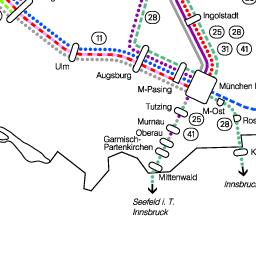 28
Ingolstadt
25 28
31 41
11
Ulm
Augsburg
M-Pasing
München
Tutzing
M-Ost
Murnau
25
28
Oberau
41
Garmisch-
Partenkirchen
Mittenwald
Innsbruck
Seefeld i. T.
Innsbruck